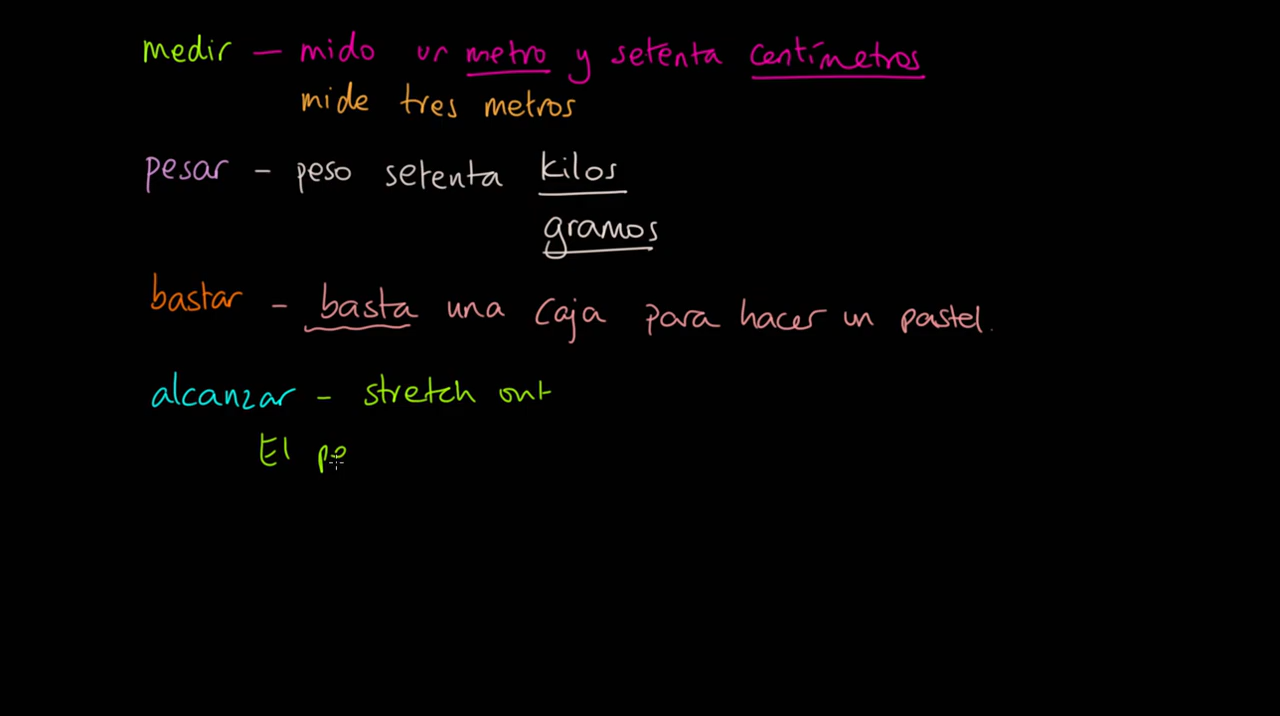 medir — mido un metro y setenta centímetros
mide tres metros
pesar – peso setenta kilos
gramos
bastar – basta una caja para hacer un pastel.
alcanzar – stretch out
El pe